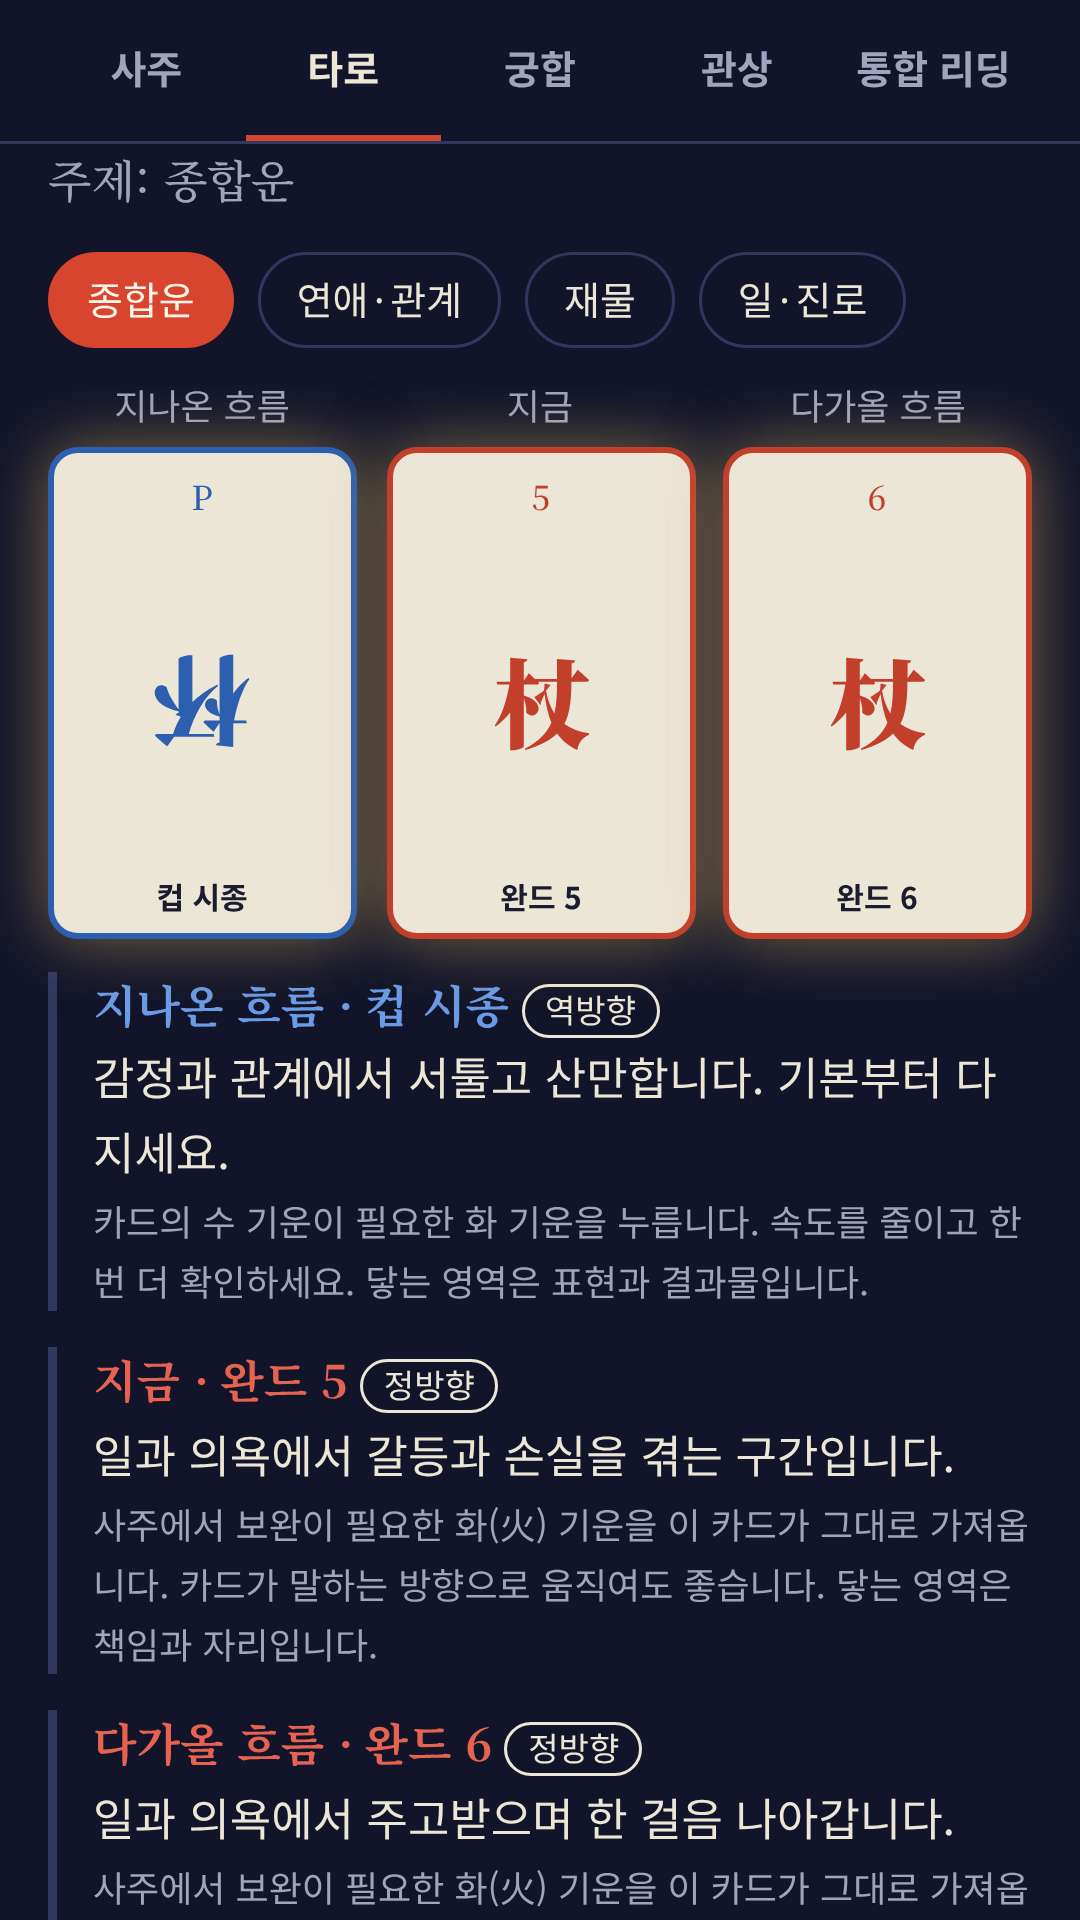 사주 타로 궁합 관상 통합 리딩
주제: 종합운
종합운 연애·관계 재물 일·진로
지나온 흐름 지금 다가올 흐름
P 5 6
杯 杖 杖
컵 시종 완드 5 완드 6
지나온 흐름 · 컵 시종 역방향
감정과 관계에서 서툴고 산만합니다. 기본부터 다
지세요.
카드의 수 기운이 필요한 화 기운을 누릅니다. 속도를 줄이고 한
번 더 확인하세요. 닿는 영역은 표현과 결과물입니다.
지금 · 완드 5 정방향
일과 의욕에서 갈등과 손실을 겪는 구간입니다.
사주에서 보완이 필요한 화(火) 기운을 이 카드가 그대로 가져옵
니다. 카드가 말하는 방향으로 움직여도 좋습니다. 닿는 영역은
책임과 자리입니다.
다가올 흐름 · 완드 6 정방향
일과 의욕에서 주고받으며 한 걸음 나아갑니다.
사주에서 보완이 필요한 화(火) 기운을 이 카드가 그대로 가져옵